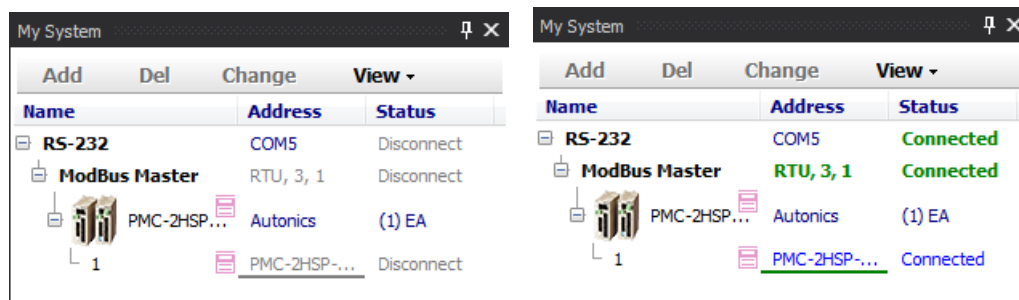 My System
Add Del Change View
Name Address Status
RS-232 COM5 Disconnect
ModBus Master RTU, 3, 1 Disconnect
PMC-2HSP... Autonics (1) EA
1 PMC-2HSP-... Disconnect
My System
Add Del Change View
Name Address Status
RS-232 COM5 Connected
ModBus Master RTU, 3, 1 Connected
PMC-2HSP... Autonics (1) EA
1 PMC-2HSP-... Connected